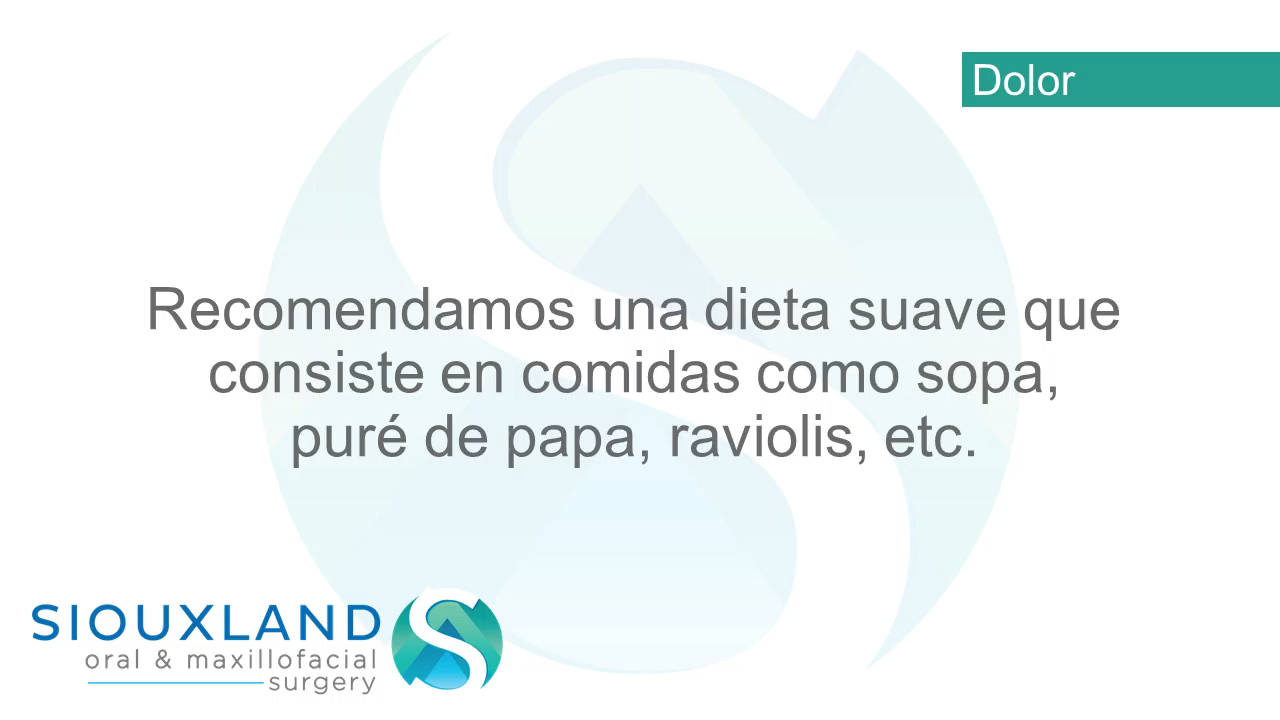 Dolor
Recomendamos una dieta suave que
consiste en comidas como sopa,
puré de papa, raviolis, etc.
SIOUXLAND
oral & maxillofacial
surgery